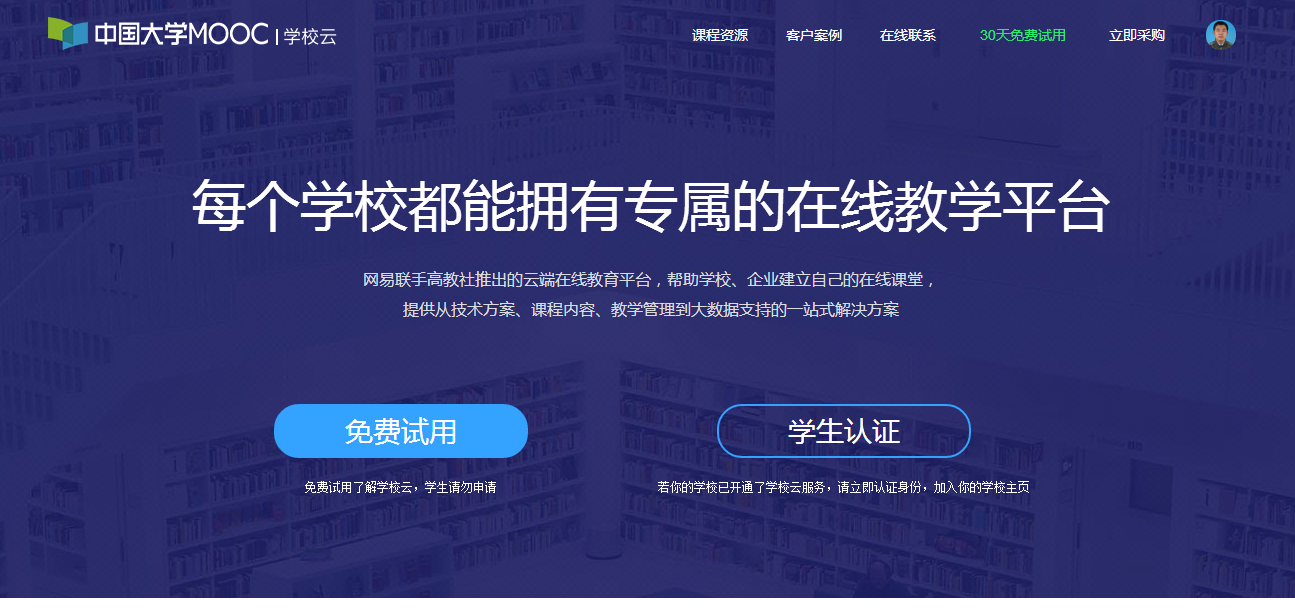 中国大学MOOC | 学校云
课程资源 客户案例 在线联系 30天免费试用 立即采购
每个学校都能拥有专属的在线教学平台
网易联手高教社推出的云端在线教育平台，帮助学校、企业建立自己的在线课堂，
提供从技术方案、课程内容、教学管理到大数据支持的一站式解决方案
免费试用 学生认证
免费试用了解学校云，学生请勿申请 若你的学校已开通了学校云服务，请立即认证身份，加入你的学校主页